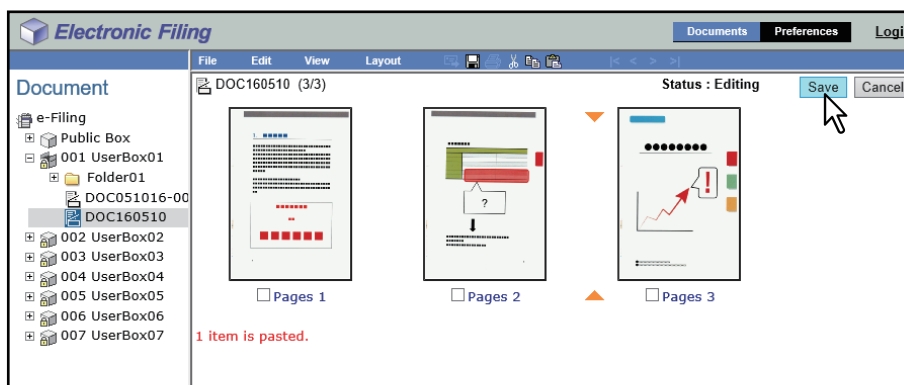 Electronic Filing
Documents Preferences Logi
File Edit View Layout |< < > >|
Document
DOC160510 (3/3) Status : Editing Save Cancel
e-Filing
Public Box
001 UserBox01
Folder01
DOC051016-00
DOC160510
002 UserBox02
003 UserBox03
004 UserBox04
005 UserBox05
006 UserBox06
007 UserBox07
1.
?
!
Pages 1 Pages 2 Pages 3
1 item is pasted.